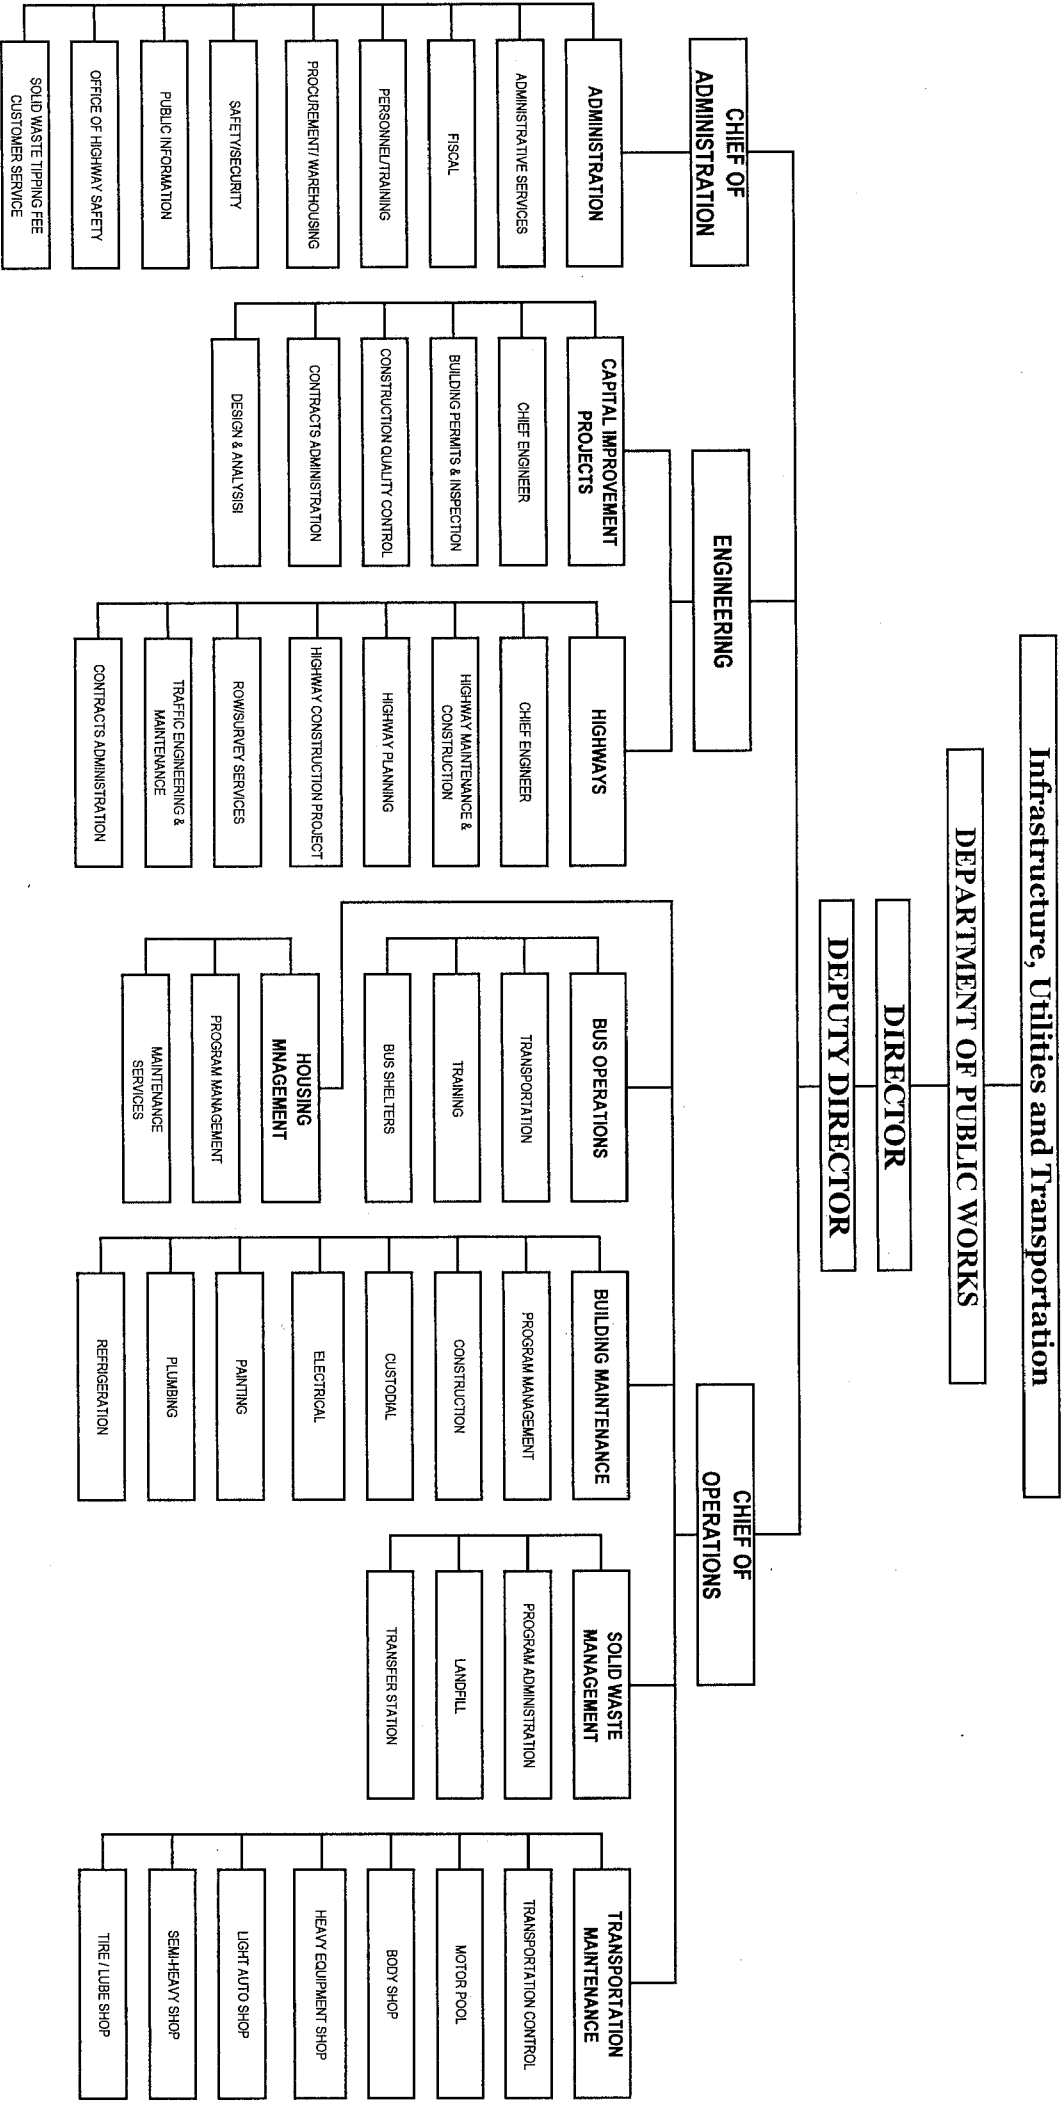 Infrastructure, Utilities and Transportation
DEPARTMENT OF PUBLIC WORKS
DIRECTOR
DEPUTY DIRECTOR
CHIEF OF
ADMINISTRATION
ADMINISTRATION
ADMINISTRATIVE SERVICES
FISCAL
PERSONNEL/TRAINING
PROCUREMENT/ WAREHOUSING
SAFETY/SECURITY
PUBLIC INFORMATION
OFFICE OF HIGHWAY SAFETY
SOLID WASTE TIPPING FEE
CUSTOMER SERVICE
ENGINEERING
CAPITAL IMPROVEMENT
PROJECTS
CHIEF ENGINEER
BUILDING PERMITS & INSPECTION
CONSTRUCTION QUALITY CONTROL
CONTRACTS ADMINISTRATION
DESIGN & ANALYSISI
HIGHWAYS
CHIEF ENGINEER
HIGHWAY MAINTENANCE &
CONSTRUCTION
HIGHWAY PLANNING
HIGHWAY CONSTRUCTION PROJECT
ROW/SURVEY SERVICES
TRAFFIC ENGINEERING &
MAINTENANCE
CONTRACTS ADMINISTRATION
CHIEF OF
OPERATIONS
BUS OPERATIONS
TRANSPORTATION
TRAINING
BUS SHELTERS
HOUSING
MNAGEMENT
PROGRAM MANAGEMENT
MAINTENANCE
SERVICES
BUILDING MAINTENANCE
PROGRAM MANAGEMENT
CONSTRUCTION
CUSTODIAL
ELECTRICAL
PAINTING
PLUMBING
REFRIGERATION
SOLID WASTE
MANAGEMENT
PROGRAM ADMINISTRATION
LANDFILL
TRANSFER STATION
TRANSPORTATION
MAINTENANCE
TRANSPORTATION CONTROL
MOTOR POOL
BODY SHOP
HEAVY EQUIPMENT SHOP
LIGHT AUTO SHOP
SEMI-HEAVY SHOP
TIRE / LUBE SHOP